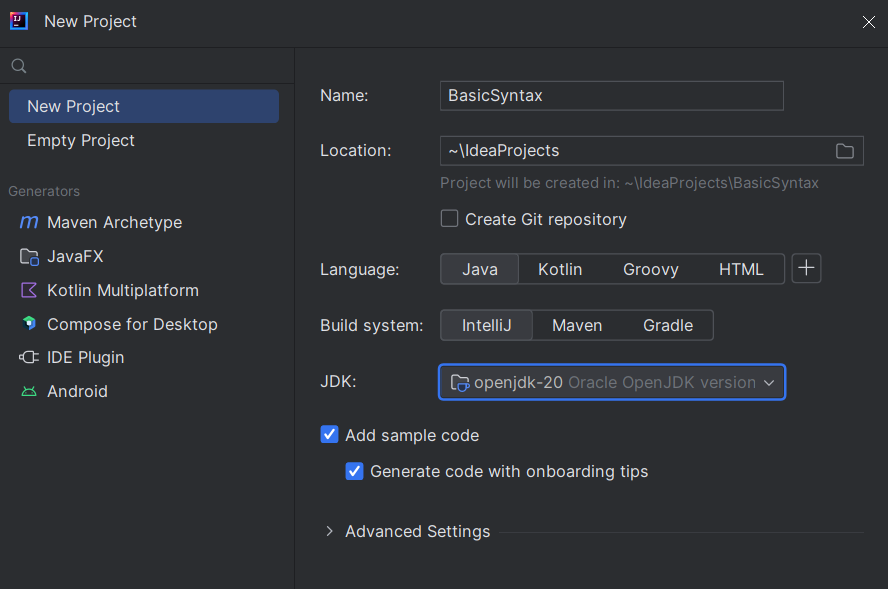 New Project
New Project
Empty Project
Generators
Maven Archetype
JavaFX
Kotlin Multiplatform
Compose for Desktop
IDE Plugin
Android
Name: BasicSyntax
Location: ~\IdeaProjects
Project will be created in: ~\IdeaProjects\BasicSyntax
Create Git repository
Language: Java Kotlin Groovy HTML
Build system: IntelliJ Maven Gradle
JDK: openjdk-20 Oracle OpenJDK version
Add sample code
Generate code with onboarding tips
Advanced Settings